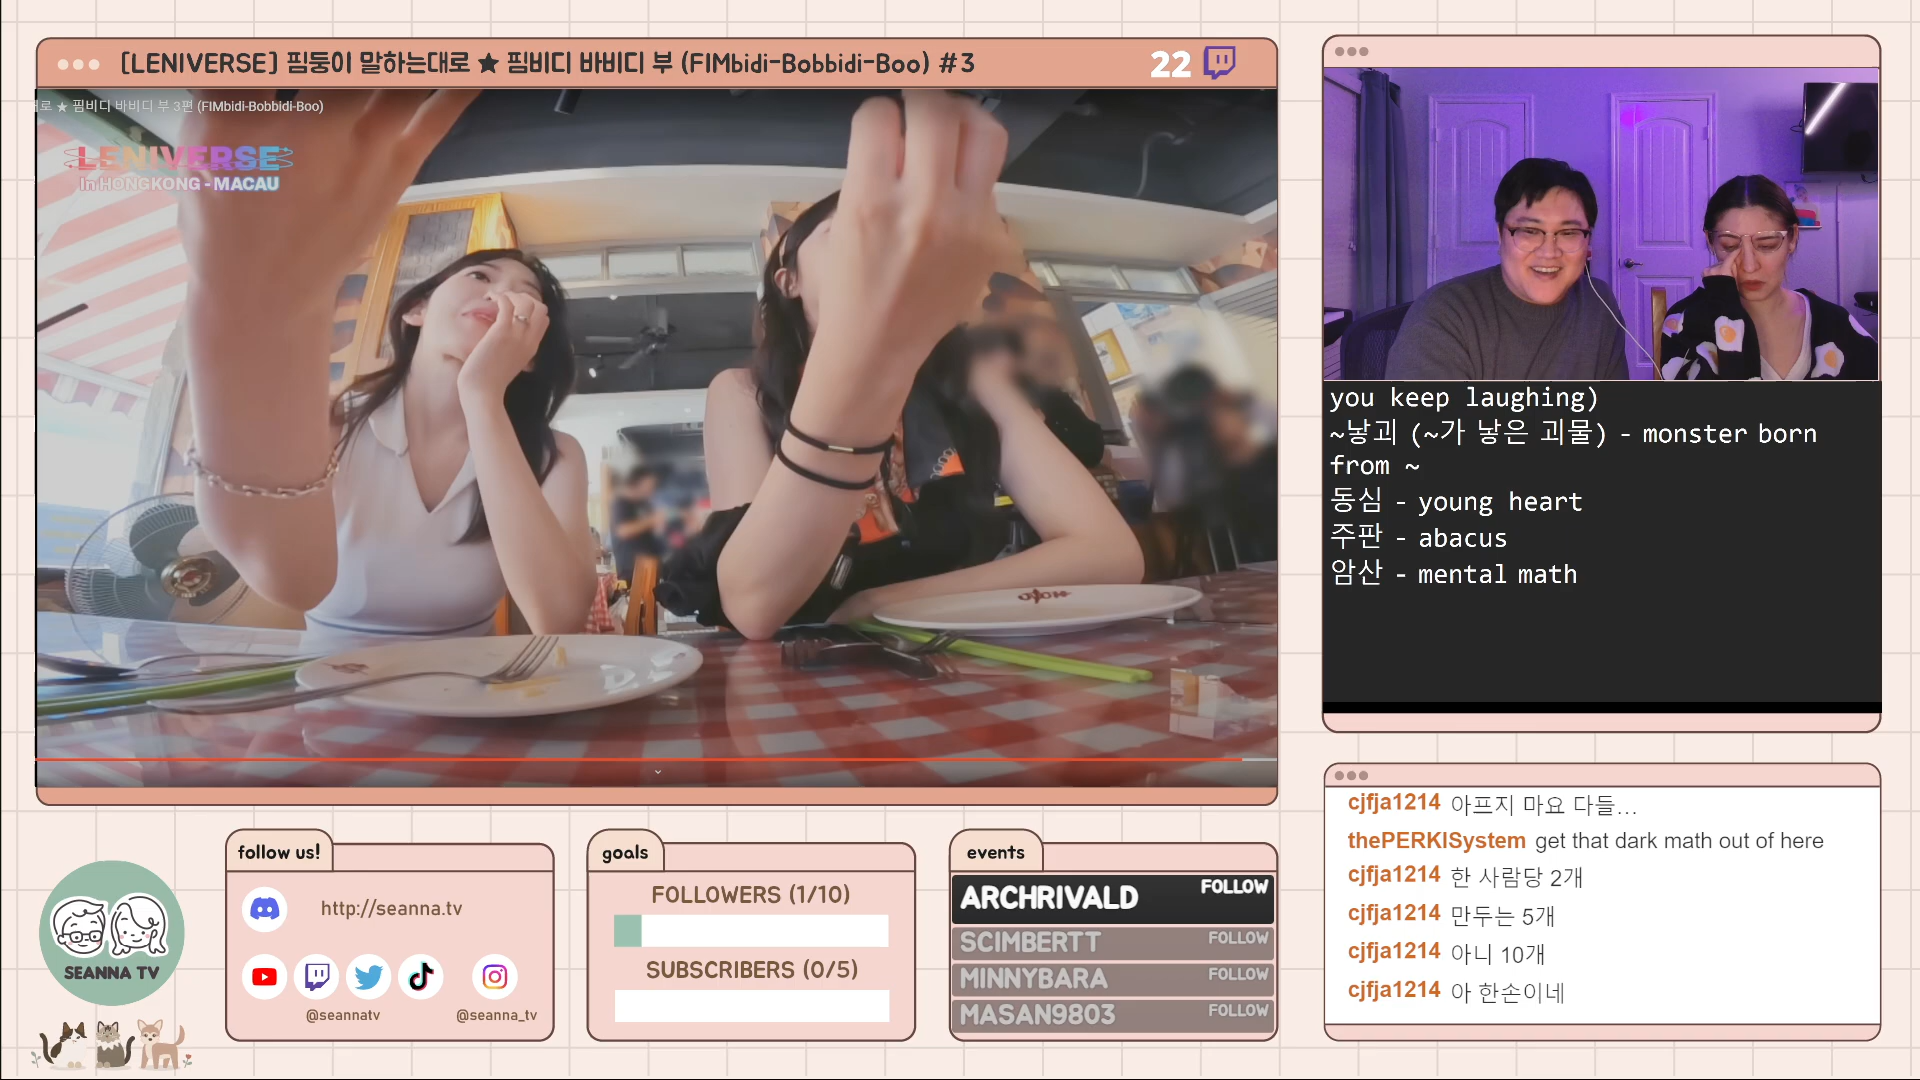 [LENIVERSE] 핌둥이 말하는대로 ★ 핌비디 바비디 부 (FIMbidi-Bobbidi-Boo) #3
22
로 ★ 핌비디 바비디 부 3편 (FIMbidi-Bobbidi-Boo)
LENIVERSE
In HONGKONG - MACAU
you keep laughing)
~낳괴 (~가 낳은 괴물) - monster born
from ~
동심 - young heart
주판 - abacus
암산 - mental math
cjfja1214 아프지 마요 다들...
thePERKISystem get that dark math out of here
cjfja1214 한 사람당 2개
cjfja1214 만두는 5개
cjfja1214 아니 10개
cjfja1214 아 한손이네
SEANNA TV
follow us!
http://seanna.tv
@seannatv
@seanna_tv
goals
FOLLOWERS (1/10)
SUBSCRIBERS (0/5)
events
ARCHRIVALD FOLLOW
SCIMBERTT FOLLOW
MINNYBARA FOLLOW
MASAN9803 FOLLOW